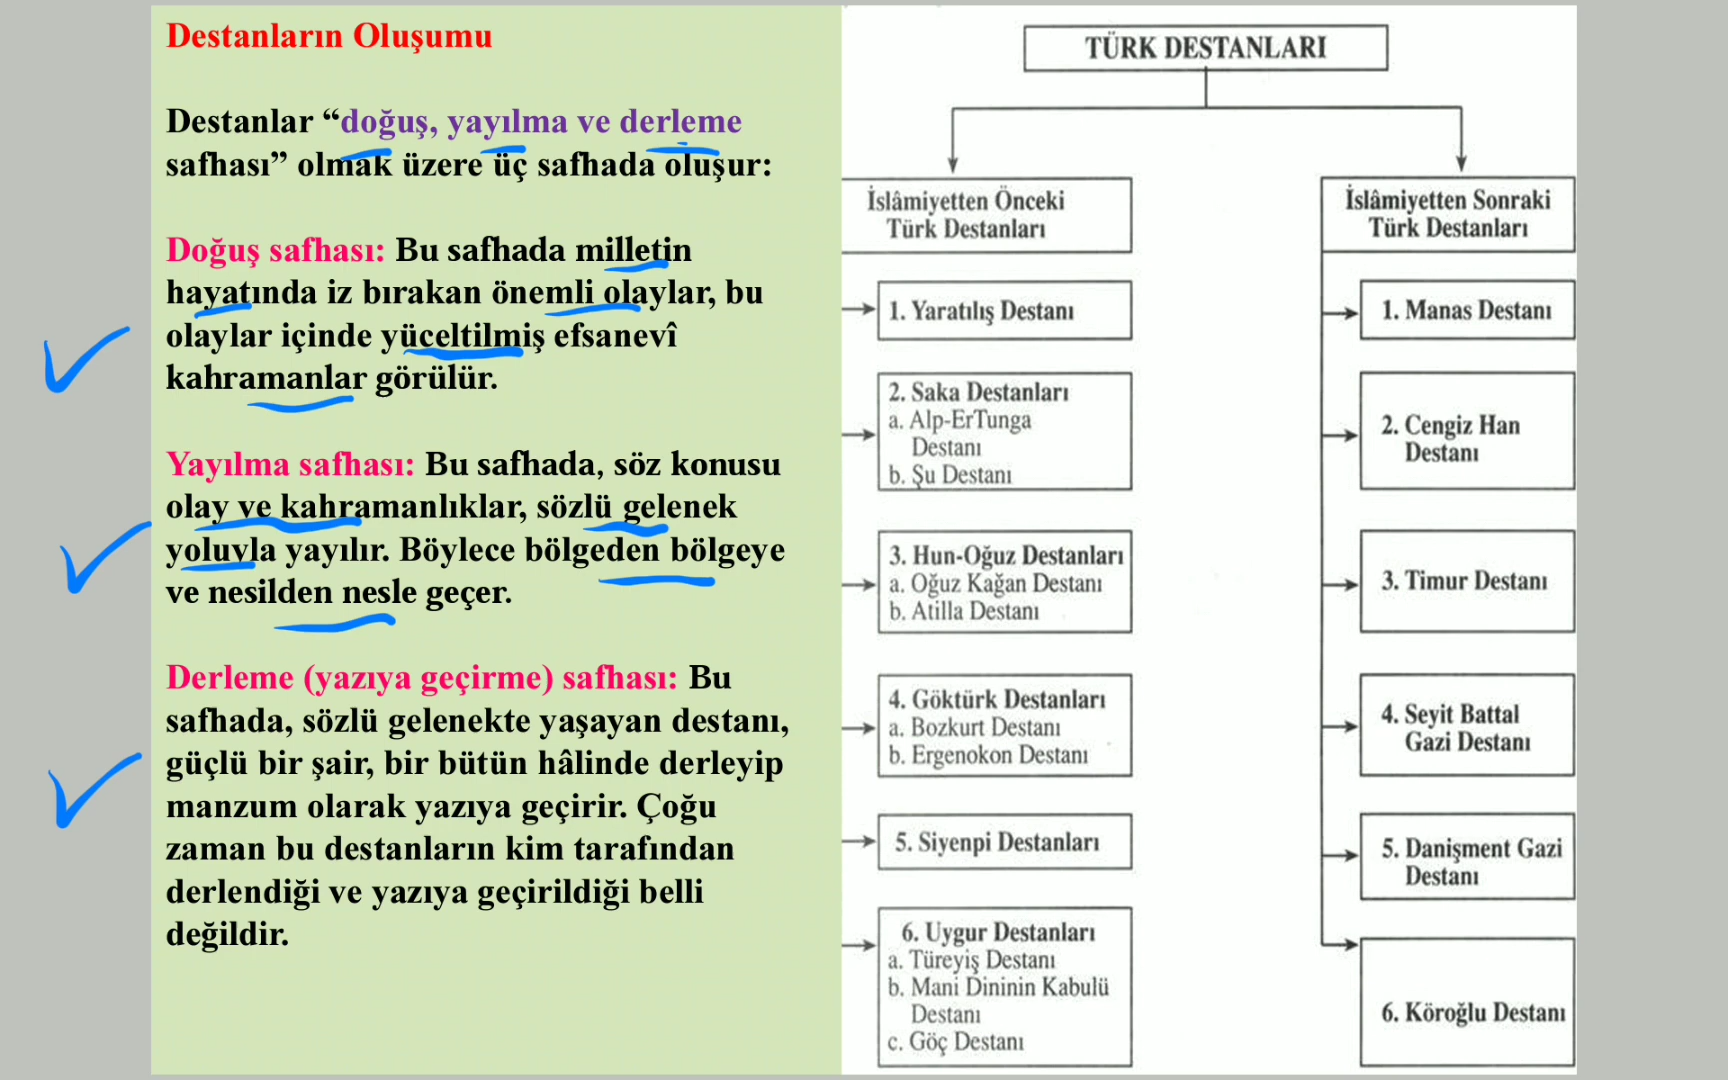 Destanların Oluşumu
Destanlar “doğuş, yayılma ve derleme
safhası” olmak üzere üç safhada oluşur:
Doğuş safhası: Bu safhada milletin
hayatında iz bırakan önemli olaylar, bu
olaylar içinde yüceltilmiş efsanevî
kahramanlar görülür.
Yayılma safhası: Bu safhada, söz konusu
olay ve kahramanlıklar, sözlü gelenek
yoluyla yayılır. Böylece bölgeden bölgeye
ve nesilden nesle geçer.
Derleme (yazıya geçirme) safhası: Bu
safhada, sözlü gelenekte yaşayan destanı,
güçlü bir şair, bir bütün hâlinde derleyip
manzum olarak yazıya geçirir. Çoğu
zaman bu destanların kim tarafından
derlendiği ve yazıya geçirildiği belli
değildir.
TÜRK DESTANLARI
İslâmiyetten Önceki
Türk Destanları
1. Yaratılış Destanı
2. Saka Destanları
a. Alp-ErTunga
Destanı
b. Şu Destanı
3. Hun-Oğuz Destanları
a. Oğuz Kağan Destanı
b. Atilla Destanı
4. Göktürk Destanları
a. Bozkurt Destanı
b. Ergenokon Destanı
5. Siyenpi Destanları
6. Uygur Destanları
a. Türeyiş Destanı
b. Mani Dininin Kabulü
Destanı
c. Göç Destanı
İslâmiyetten Sonraki
Türk Destanları
1. Manas Destanı
2. Cengiz Han
Destanı
3. Timur Destanı
4. Seyit Battal
Gazi Destanı
5. Danişment Gazi
Destanı
6. Köroğlu Destanı